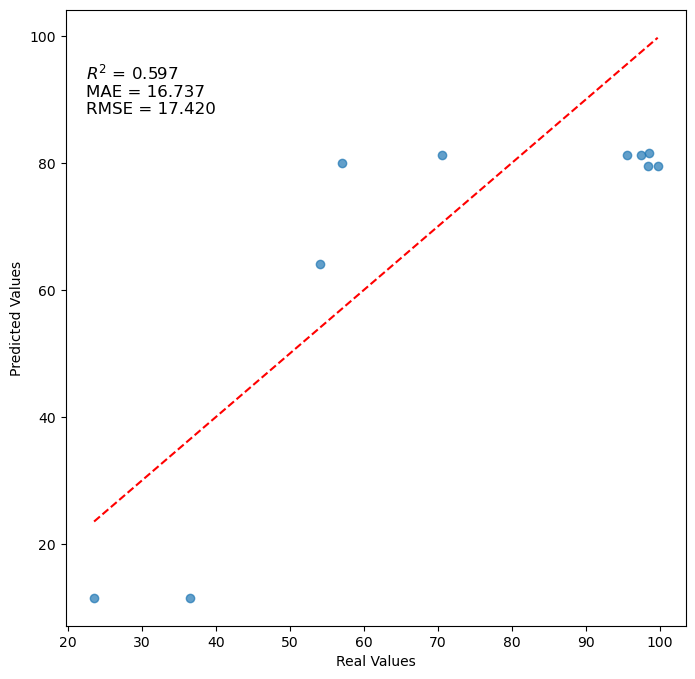 R² = 0.597
MAE = 16.737
RMSE = 17.420
100
80
60
40
20
Predicted Values
20 30 40 50 60 70 80 90 100
Real Values